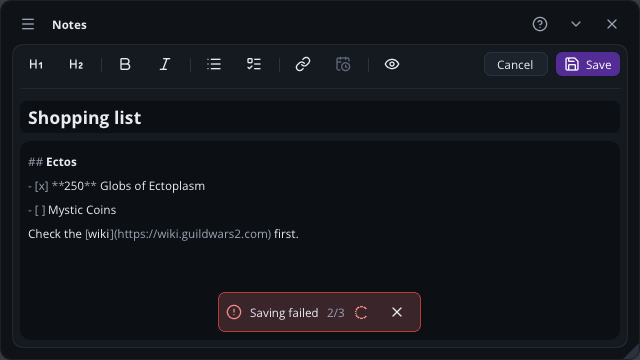 Notes
H1 H2 B I Cancel Save
Shopping list
## Ectos
- [x] **250** Globs of Ectoplasm
- [ ] Mystic Coins
Check the [wiki](https://wiki.guildwars2.com) first.
Saving failed 2/3